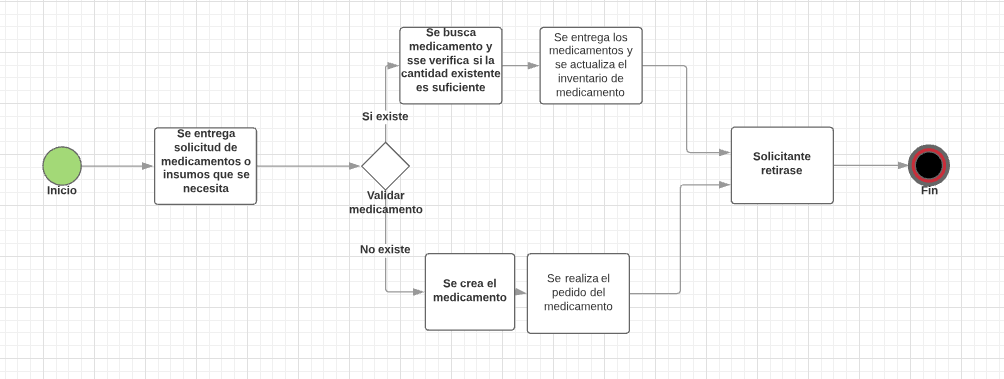 Inicio
Se entrega
solicitud de
medicamentos o
insumos que se
necesita
Validar
medicamento
Si existe
Se busca
medicamento y
sse verifica si la
cantidad existente
es suficiente
Se entrega los
medicamentos y
se actualiza el
inventario de
medicamento
No existe
Se crea el
medicamento
Se realiza el
pedido del
medicamento
Solicitante
retirase
Fin